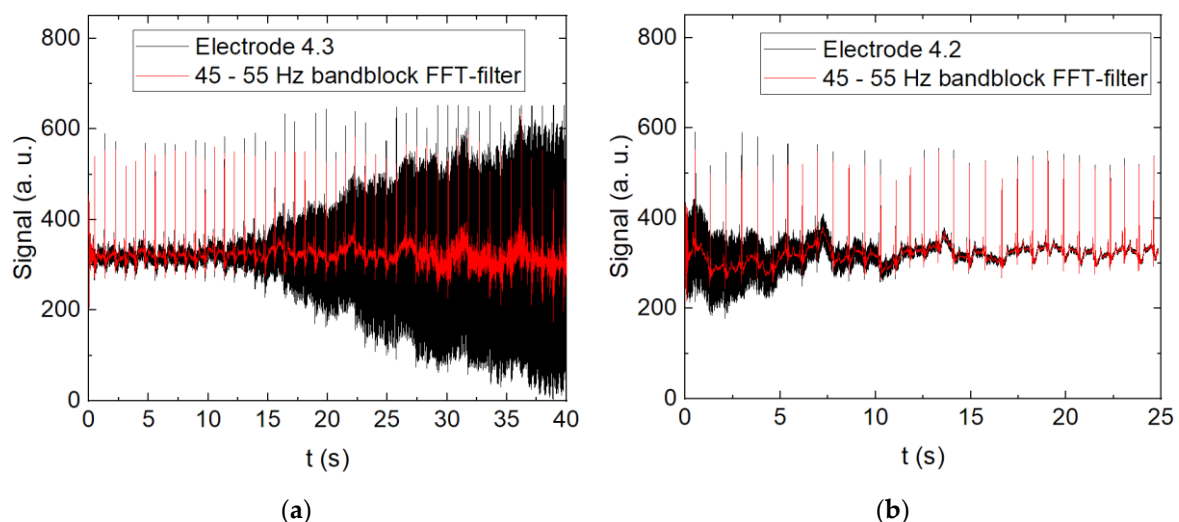 800
600
400
200
0
Signal (a. u.)
Electrode 4.3
45 - 55 Hz bandblock FFT-filter
0 5 10 15 20 25 30 35 40
t (s)
(a)
800
600
400
200
0
Signal (a. u.)
Electrode 4.2
45 - 55 Hz bandblock FFT-filter
0 5 10 15 20 25
t (s)
(b)